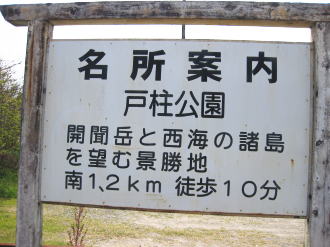 名所案内
戸柱公園
開聞岳と西海の諸島
を望む景勝地
南1.2km 徒歩10分